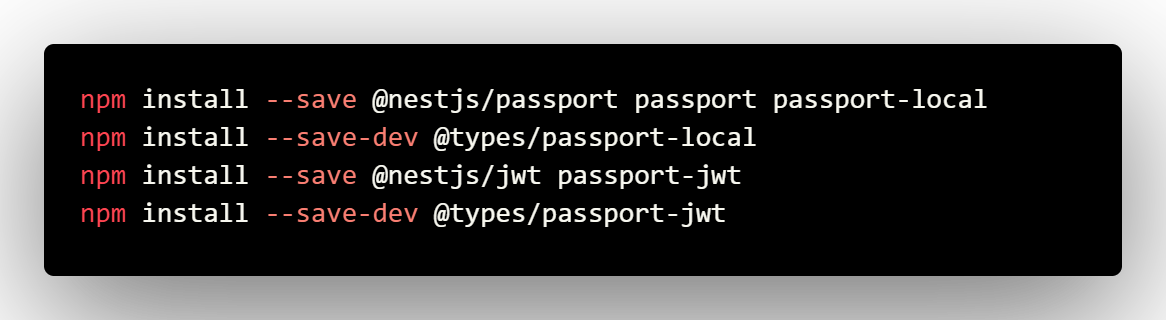 npm install --save @nestjs/passport passport passport-local
npm install --save-dev @types/passport-local
npm install --save @nestjs/jwt passport-jwt
npm install --save-dev @types/passport-jwt